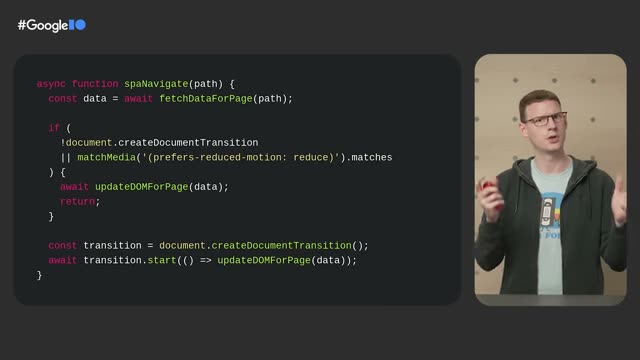 #GoogleIO
async function spaNavigate(path) {
  const data = await fetchDataForPage(path);
  if (
    !document.createDocumentTransition
    || matchMedia('(prefers-reduced-motion: reduce)').matches
  ) {
    await updateDOMForPage(data);
    return;
  }
  const transition = document.createDocumentTransition();
  await transition.start(() => updateDOMForPage(data));
}